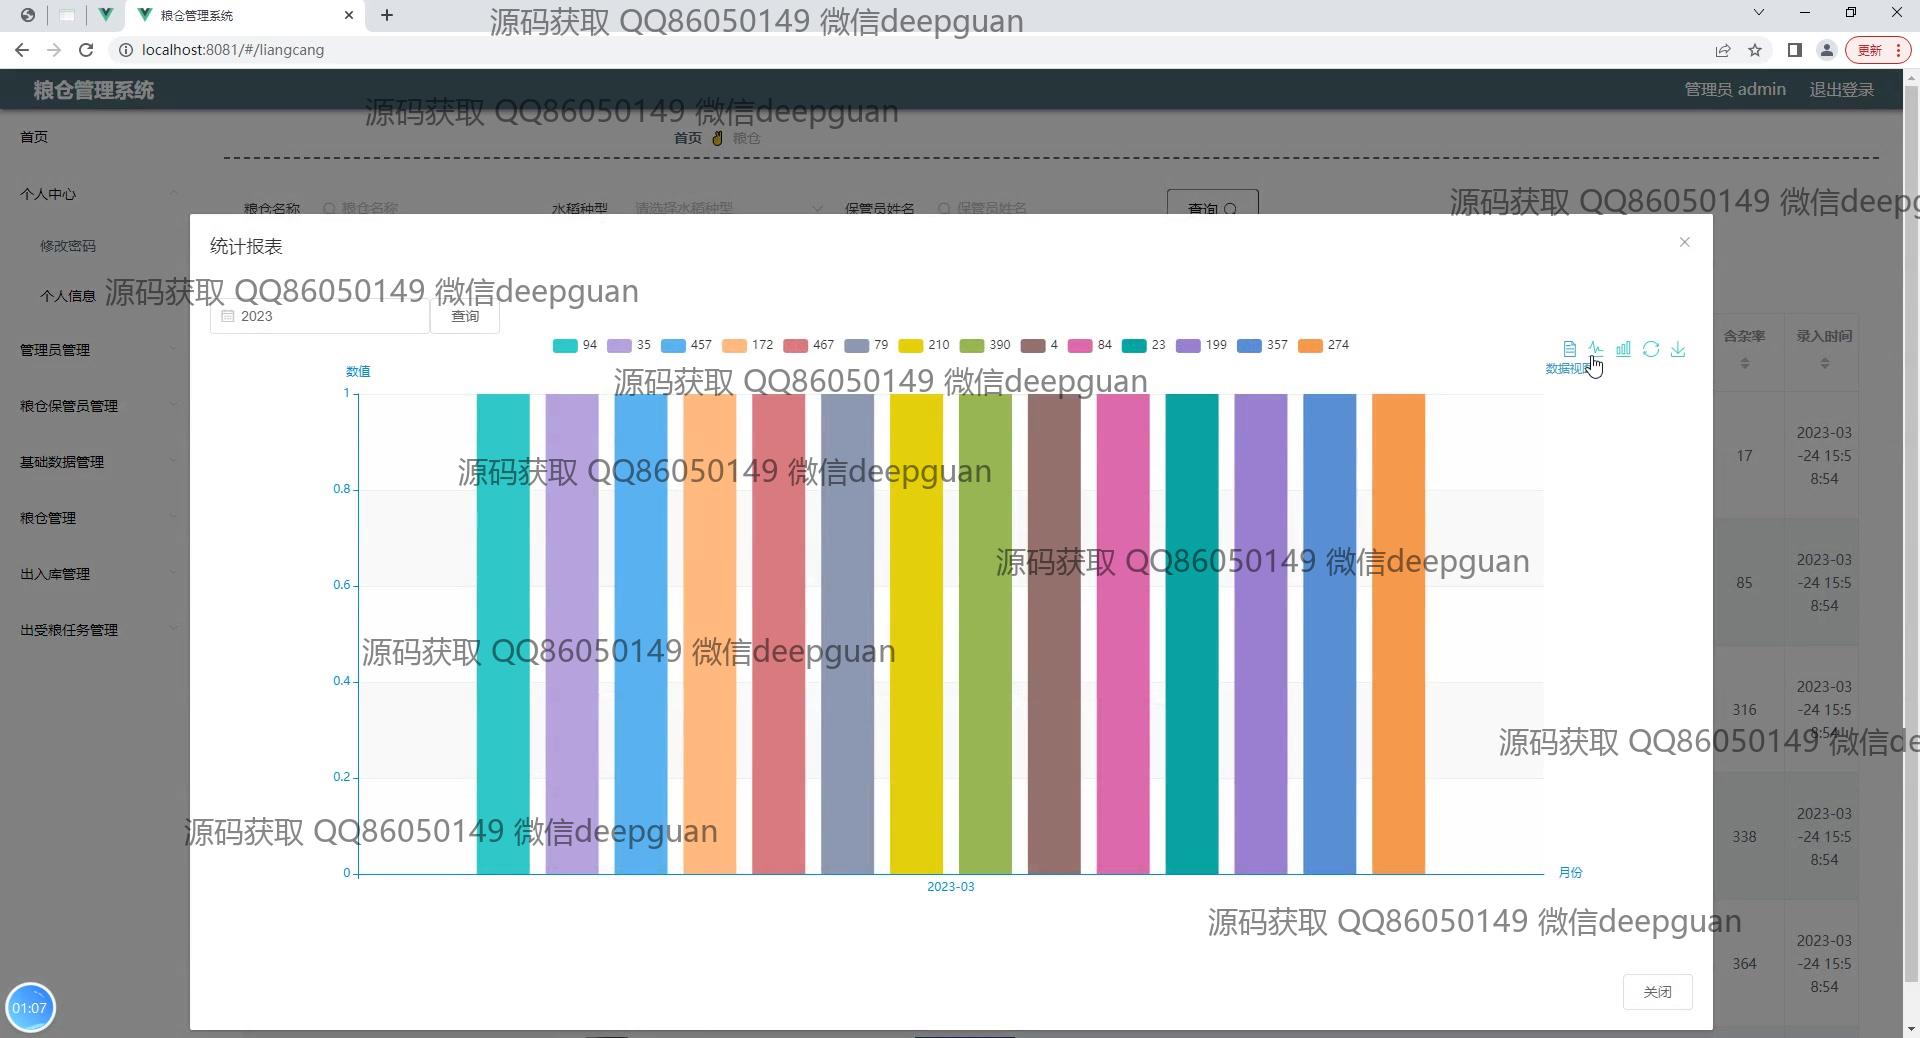 粮仓管理系统
源码获取 QQ86050149 微信deepguan
localhost:8081/#/liangcang
更新
粮仓管理系统
管理员 admin
退出登录
源码获取 QQ86050149 微信deepguan
首页
首页
粮仓
个人中心
源码获取 QQ86050149 微信deepg
粮仓名称
粮仓名称
水稻种型
请选择水稻种型
保管员姓名
保管员姓名
查询
修改密码
统计报表
个人信息
源码获取 QQ86050149 微信deepguan
2023
查询
94 35 457 172 467 79 210 390 4 84 23 199 357 274
含杂率
录入时间
管理员管理
数值
数据视图
源码获取 QQ86050149 微信deepguan
1
粮仓保管员管理
2023-03
17
-24 15:5
8:54
基础数据管理
源码获取 QQ86050149 微信deepguan
0.8
粮仓管理
源码获取 QQ86050149 微信deepguan
2023-03
85
-24 15:5
8:54
出入库管理
0.6
出受粮任务管理
源码获取 QQ86050149 微信deepguan
0.4
2023-03
316
-24 15:5
8:54
源码获取 QQ86050149 微信de
0.2
源码获取 QQ86050149 微信deepguan
2023-03
338
-24 15:5
8:54
0
2023-03
月份
源码获取 QQ86050149 微信deepguan
2023-03
364
-24 15:5
8:54
关闭
01:07